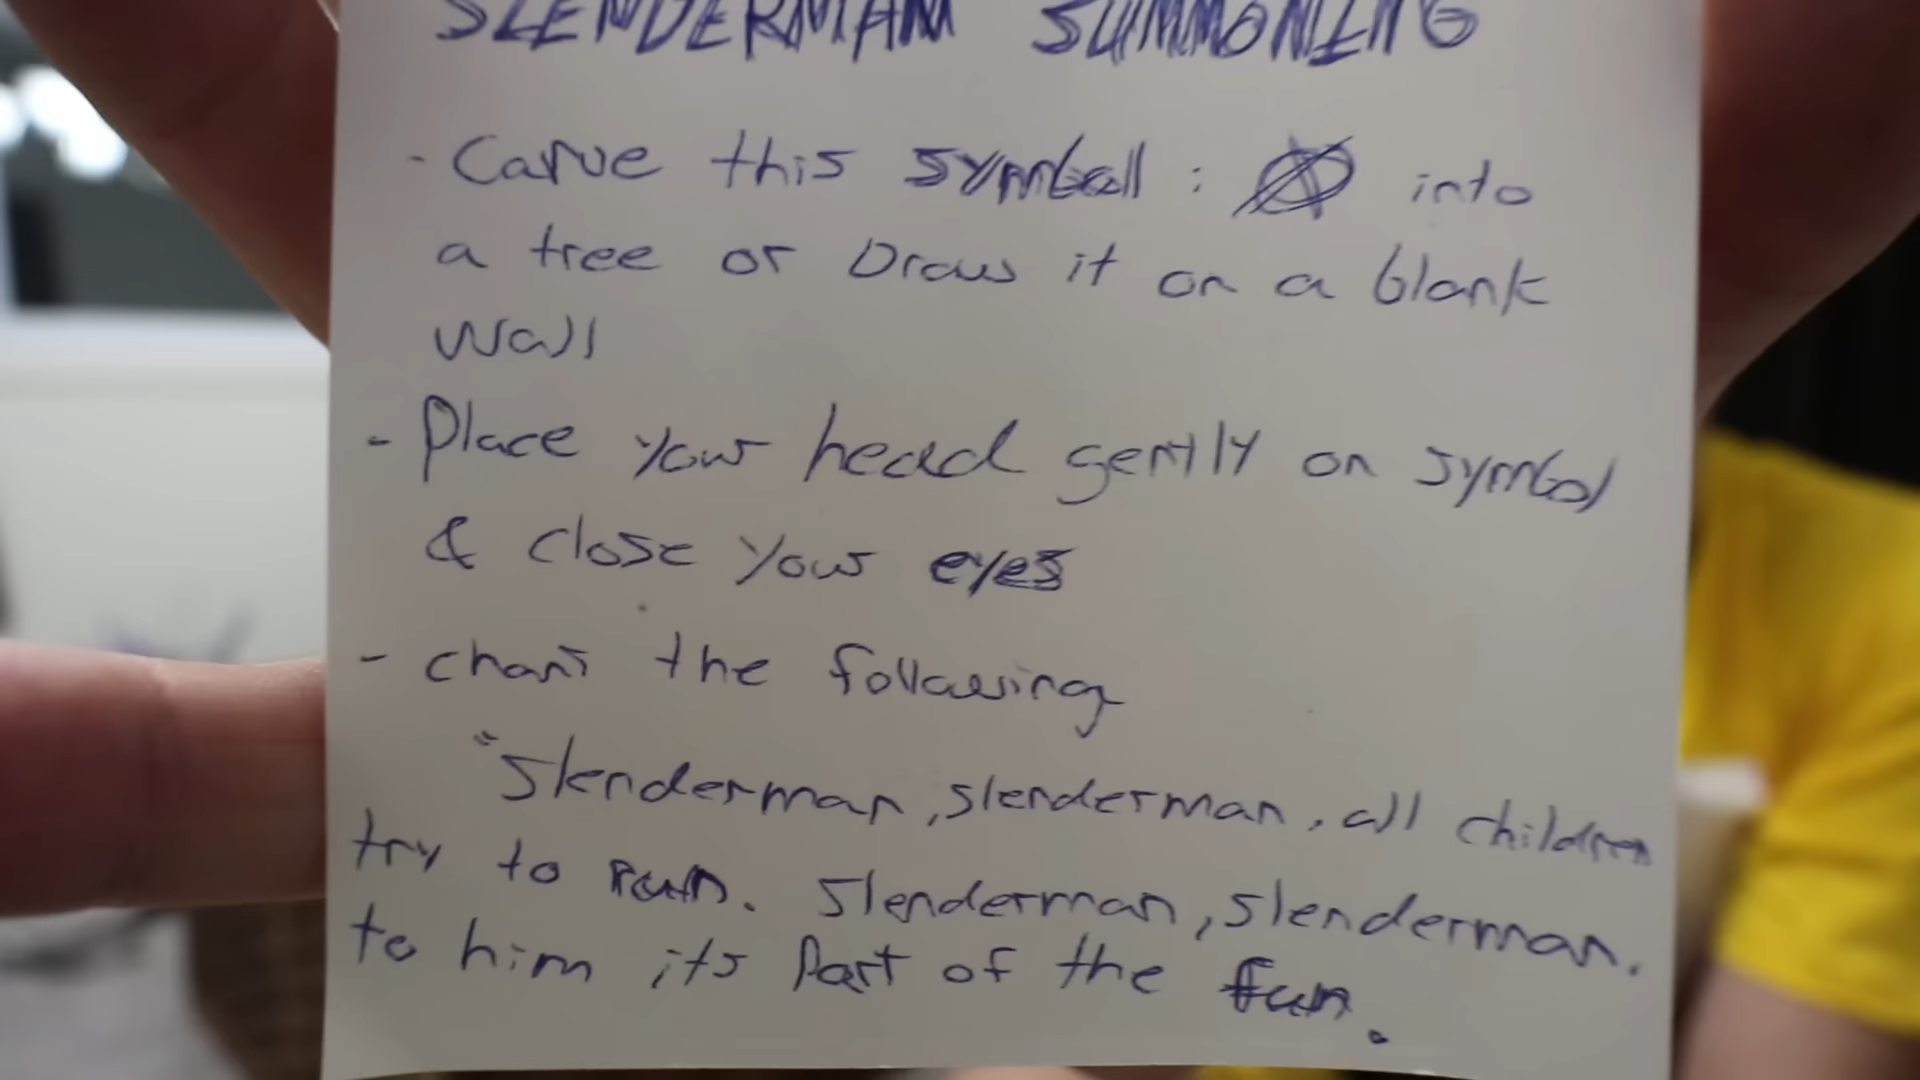 SLENDERMAN SUMMONING
- Carve this symboll : into
a tree or Draw it on a blank
wall
- Place your head gently on symbol
& close your eyes
- chant the following
"Slenderman, slenderman, all children
try to run. Slenderman, slenderman.
to him its Part of the fun.